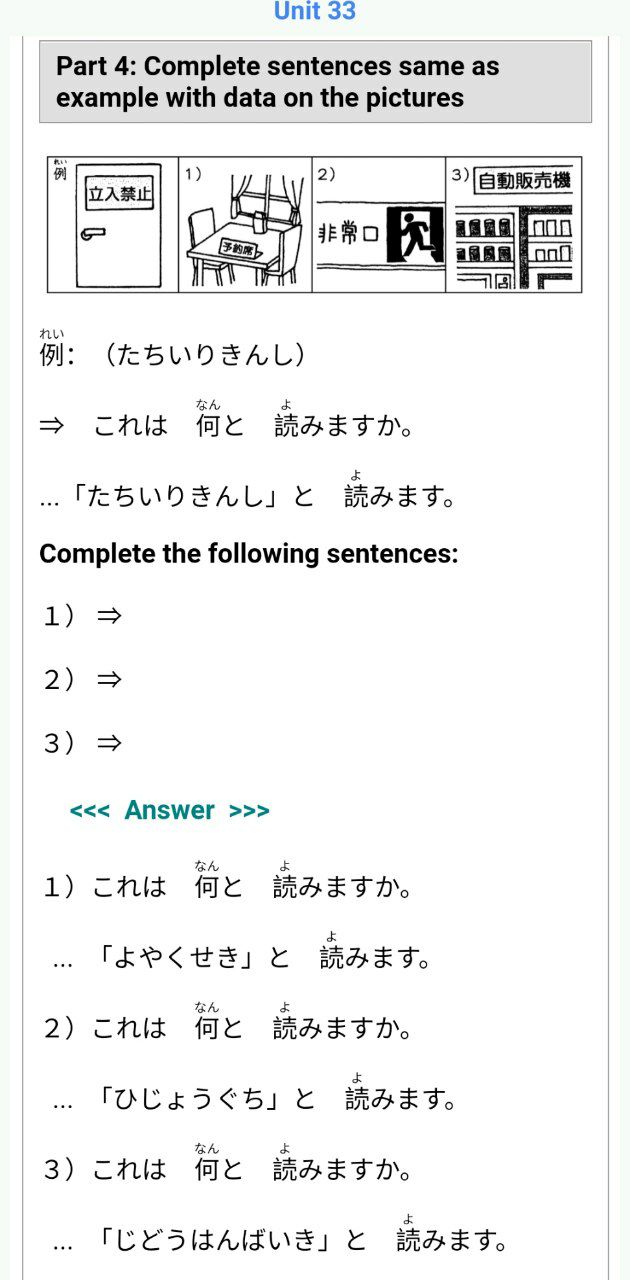 Unit 33
Part 4: Complete sentences same as
example with data on the pictures
れい
例
立入禁止
1)
予約席
2)
非常口
3)
自動販売機
れい
例：（たちいりきんし）
なん よ
⇒ これは 何と 読みますか。
よ
...「たちいりきんし」と 読みます。
Complete the following sentences:
１）⇒
２）⇒
３）⇒
<<< Answer >>>
なん よ
１）これは 何と 読みますか。
よ
... 「よやくせき」と 読みます。
なん よ
２）これは 何と 読みますか。
よ
... 「ひじょうぐち」と 読みます。
なん よ
３）これは 何と 読みますか。
よ
... 「じどうはんばいき」と 読みます。